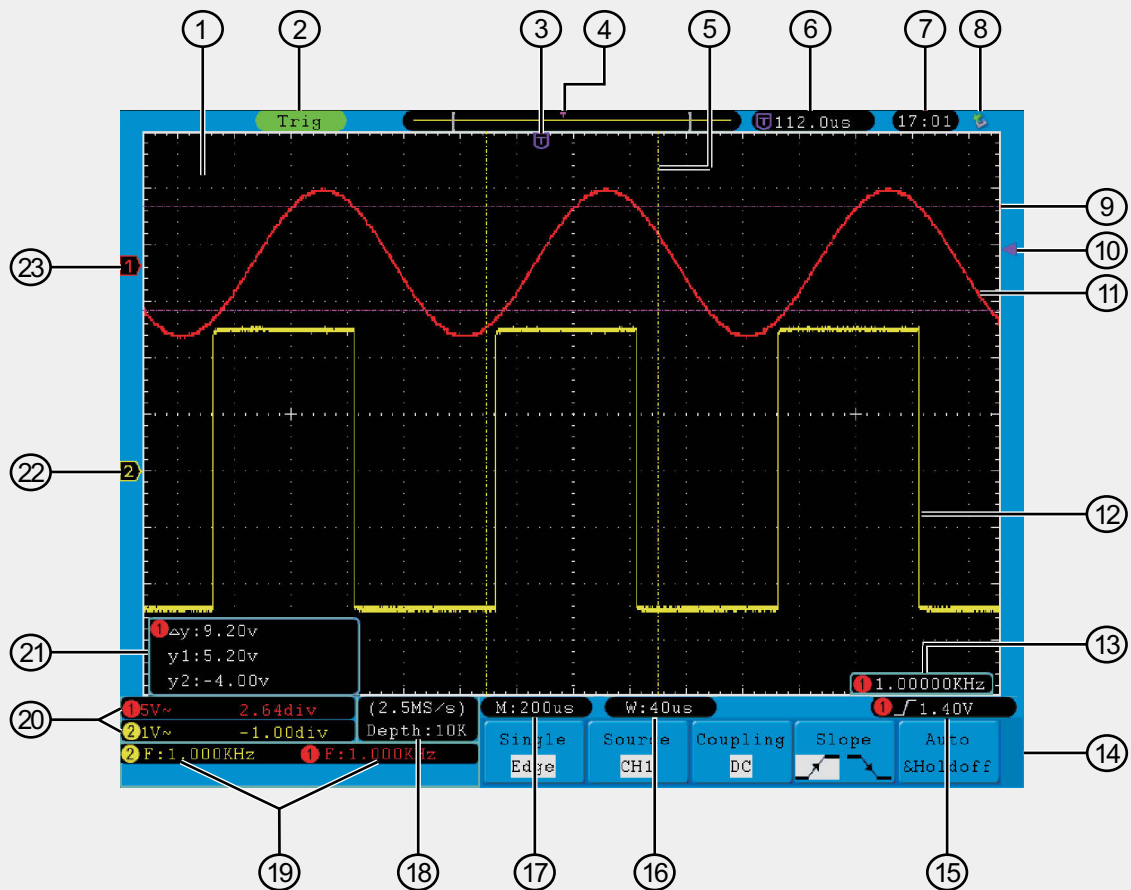 1 2 3 4 5 6 7 8
Trig T 112.0us 17:01
T
9
10
23 1
11
22 2
12
1 △y:9.20v
y1:5.20v
y2:-4.00v
21
13
1 1.00000KHz
20
1 5V~ 2.64div
2 1V~ -1.00div
(2.5MS/s)
Depth:10K
M:200us W:40us 1 1.40V
2 F:1.000KHz 1 F:1.000KHz
Single Source Coupling Slope Auto
Edge CH1 DC &Holdoff
14
19 18 17 16 15